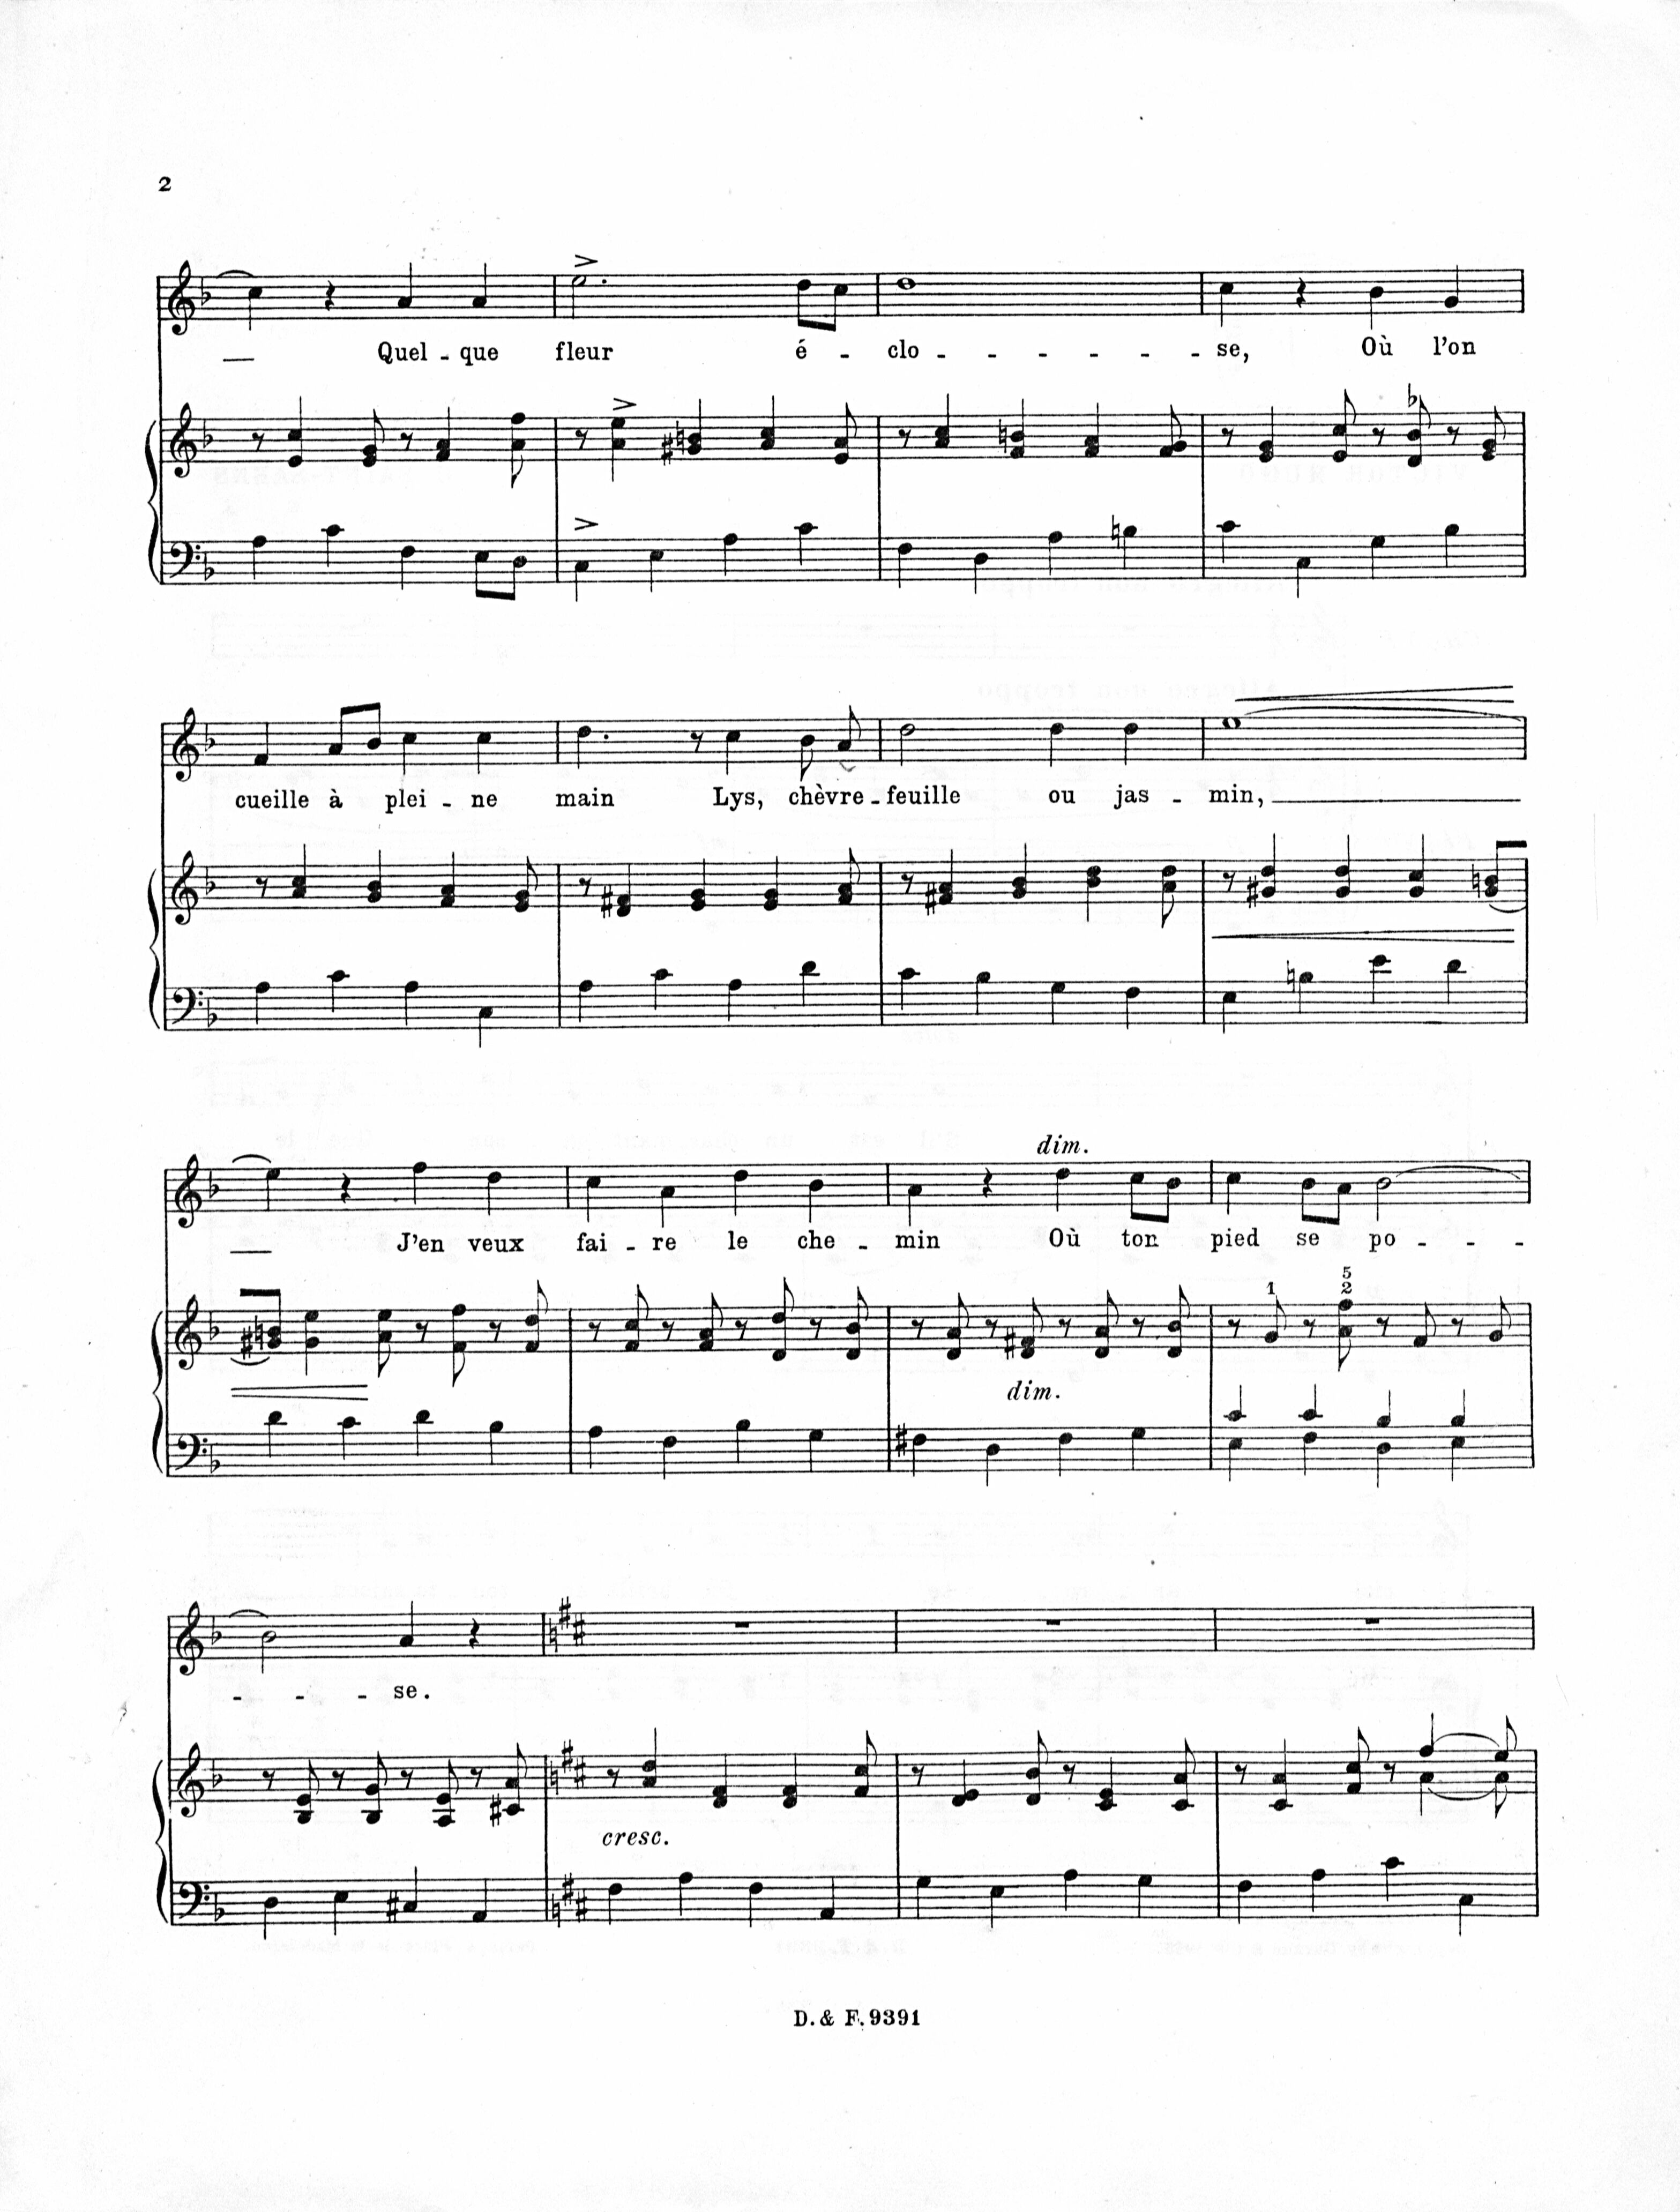 2
— Quel - que fleur é - clo - - - - - se, Où l'on
cueille à plei - ne main Lys, chèvre - feuille ou jas - min,
dim.
— J'en veux fai - re le che - min Où ton pied se po - - -
1 5
2
dim.
- - - se.
cresc.
D. & F. 9391